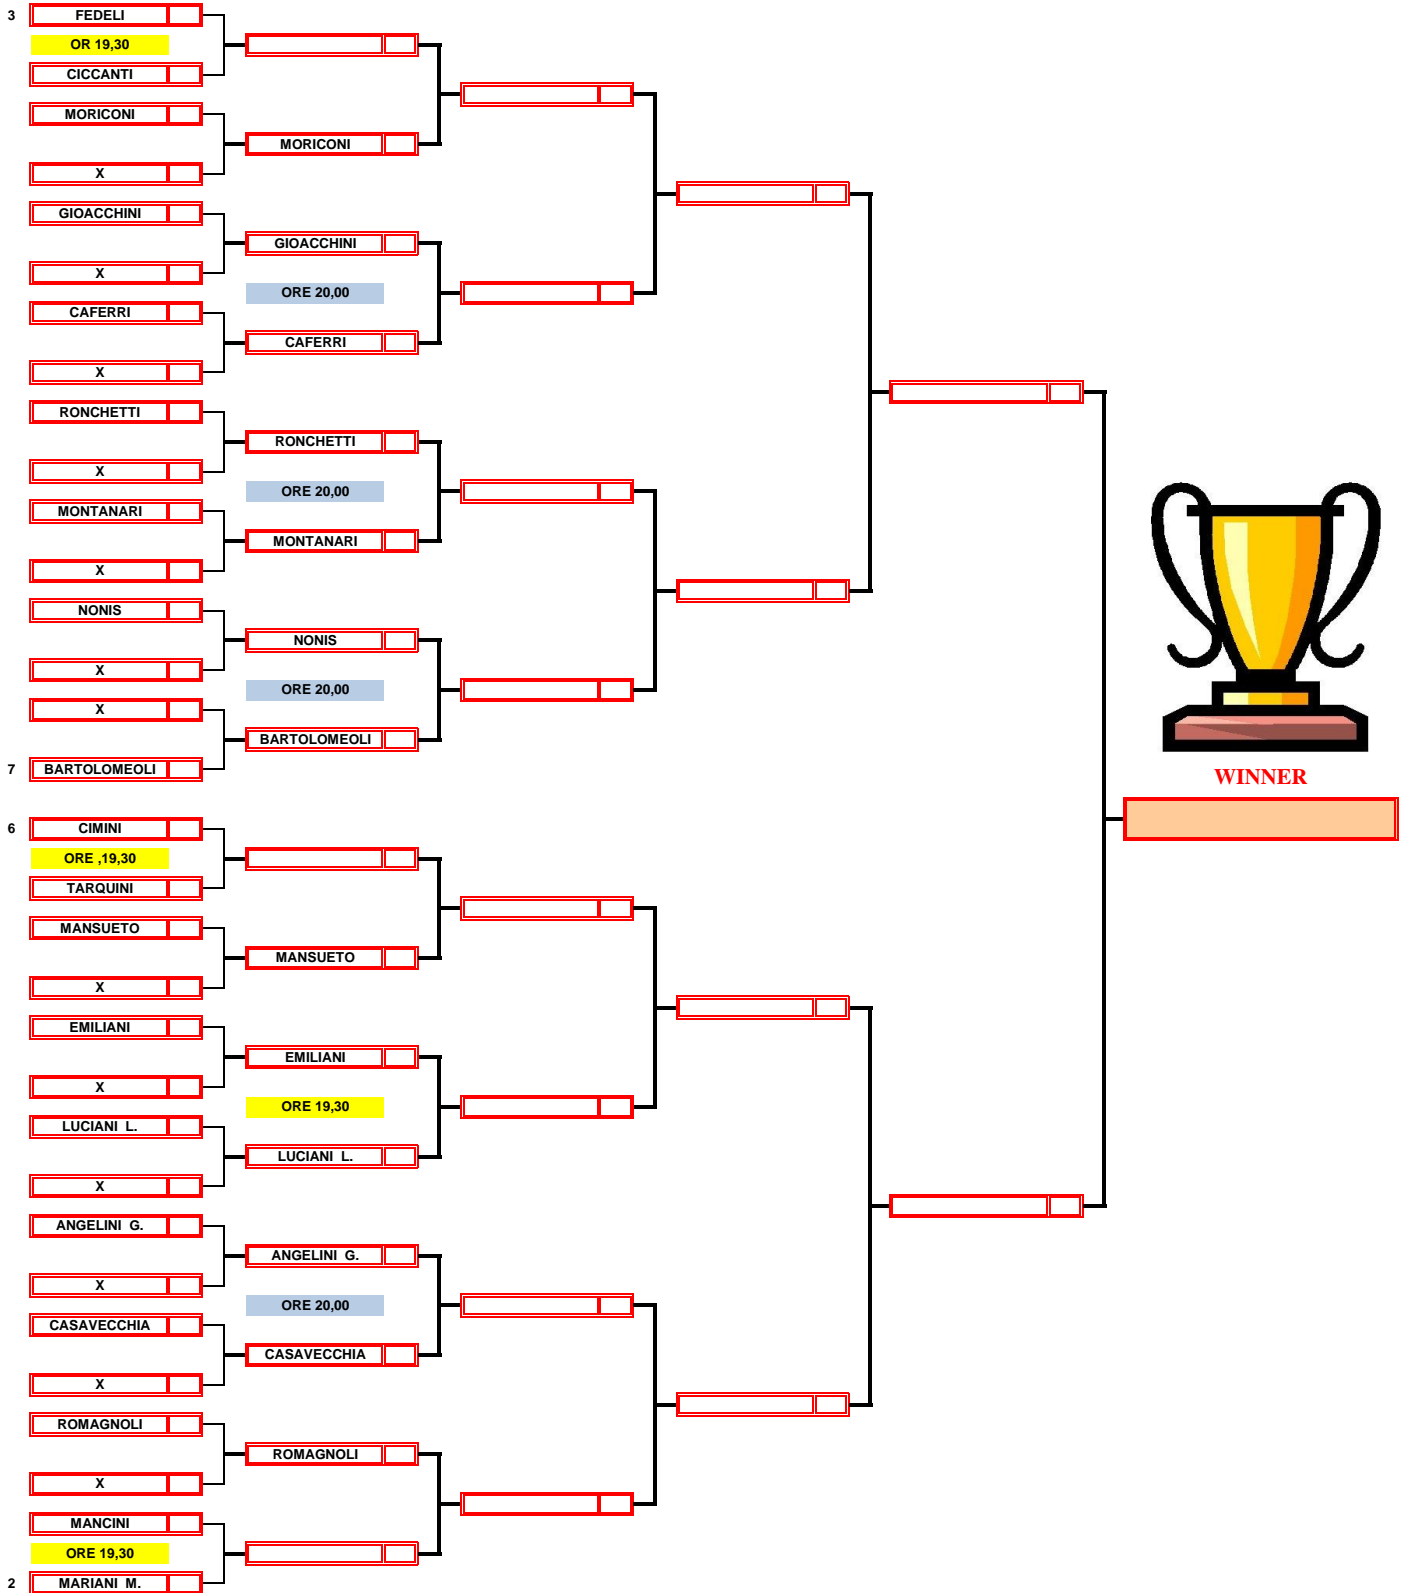 3 FEDELI
OR 19,30
CICCANTI
MORICONI
MORICONI
X
GIOACCHINI
GIOACCHINI
X
ORE 20,00
CAFERRI
CAFERRI
X
RONCHETTI
RONCHETTI
X
ORE 20,00
MONTANARI
MONTANARI
X
NONIS
NONIS
X
ORE 20,00
X
BARTOLOMEOLI
7 BARTOLOMEOLI
WINNER
6 CIMINI
ORE ,19,30
TARQUINI
MANSUETO
MANSUETO
X
EMILIANI
EMILIANI
X
ORE 19,30
LUCIANI L.
LUCIANI L.
X
ANGELINI G.
ANGELINI G.
X
ORE 20,00
CASAVECCHIA
CASAVECCHIA
X
ROMAGNOLI
ROMAGNOLI
X
MANCINI
ORE 19,30
2 MARIANI M.